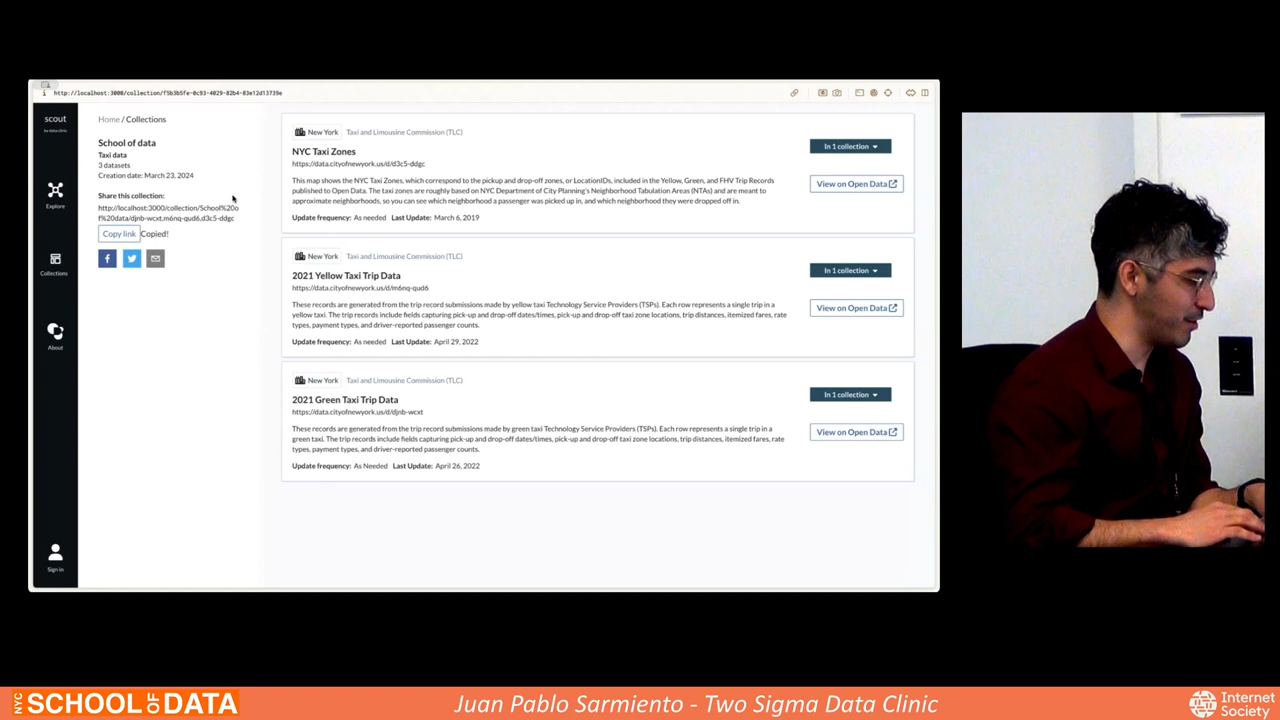 http://localhost:3000/collection/f5b3b5fe-0c93-4029-82b4-83e12d13739e
scout
by data clinic
Explore
Collections
About
Sign in
Home / Collections
School of data
Taxi data
3 datasets
Creation date: March 23, 2024
Share this collection:
http://localhost:3000/collection/School%20o
f%20data/djnb-wcxt,m6nq-qud6,d3c5-ddgc
Copy link
Copied!
New York
Taxi and Limousine Commission (TLC)
NYC Taxi Zones
https://data.cityofnewyork.us/d/d3c5-ddgc
This map shows the NYC Taxi Zones, which correspond to the pickup and drop-off zones, or LocationIDs, included in the Yellow, Green, and FHV Trip Records
published to Open Data. The taxi zones are roughly based on NYC Department of City Planning's Neighborhood Tabulation Areas (NTAs) and are meant to
approximate neighborhoods, so you can see which neighborhood a passenger was picked up in, and which neighborhood they were dropped off in.
Update frequency: As needed Last Update: March 6, 2019
In 1 collection
View on Open Data
New York
Taxi and Limousine Commission (TLC)
2021 Yellow Taxi Trip Data
https://data.cityofnewyork.us/d/m6nq-qud6
These records are generated from the trip record submissions made by yellow taxi Technology Service Providers (TSPs). Each row represents a single trip in a
yellow taxi. The trip records include fields capturing pick-up and drop-off dates/times, pick-up and drop-off taxi zone locations, trip distances, itemized fares, rate
types, payment types, and driver-reported passenger counts.
Update frequency: As needed Last Update: April 29, 2022
In 1 collection
View on Open Data
New York
Taxi and Limousine Commission (TLC)
2021 Green Taxi Trip Data
https://data.cityofnewyork.us/d/djnb-wcxt
These records are generated from the trip record submissions made by green taxi Technology Service Providers (TSPs). Each row represents a single trip in a
green taxi. The trip records include fields capturing pick-up and drop-off dates/times, pick-up and drop-off taxi zone locations, trip distances, itemized fares, rate
types, payment types, and driver-reported passenger counts.
Update frequency: As Needed Last Update: April 26, 2022
In 1 collection
View on Open Data
NYC SCHOOL OF DATA
Juan Pablo Sarmiento - Two Sigma Data Clinic
Internet
Society